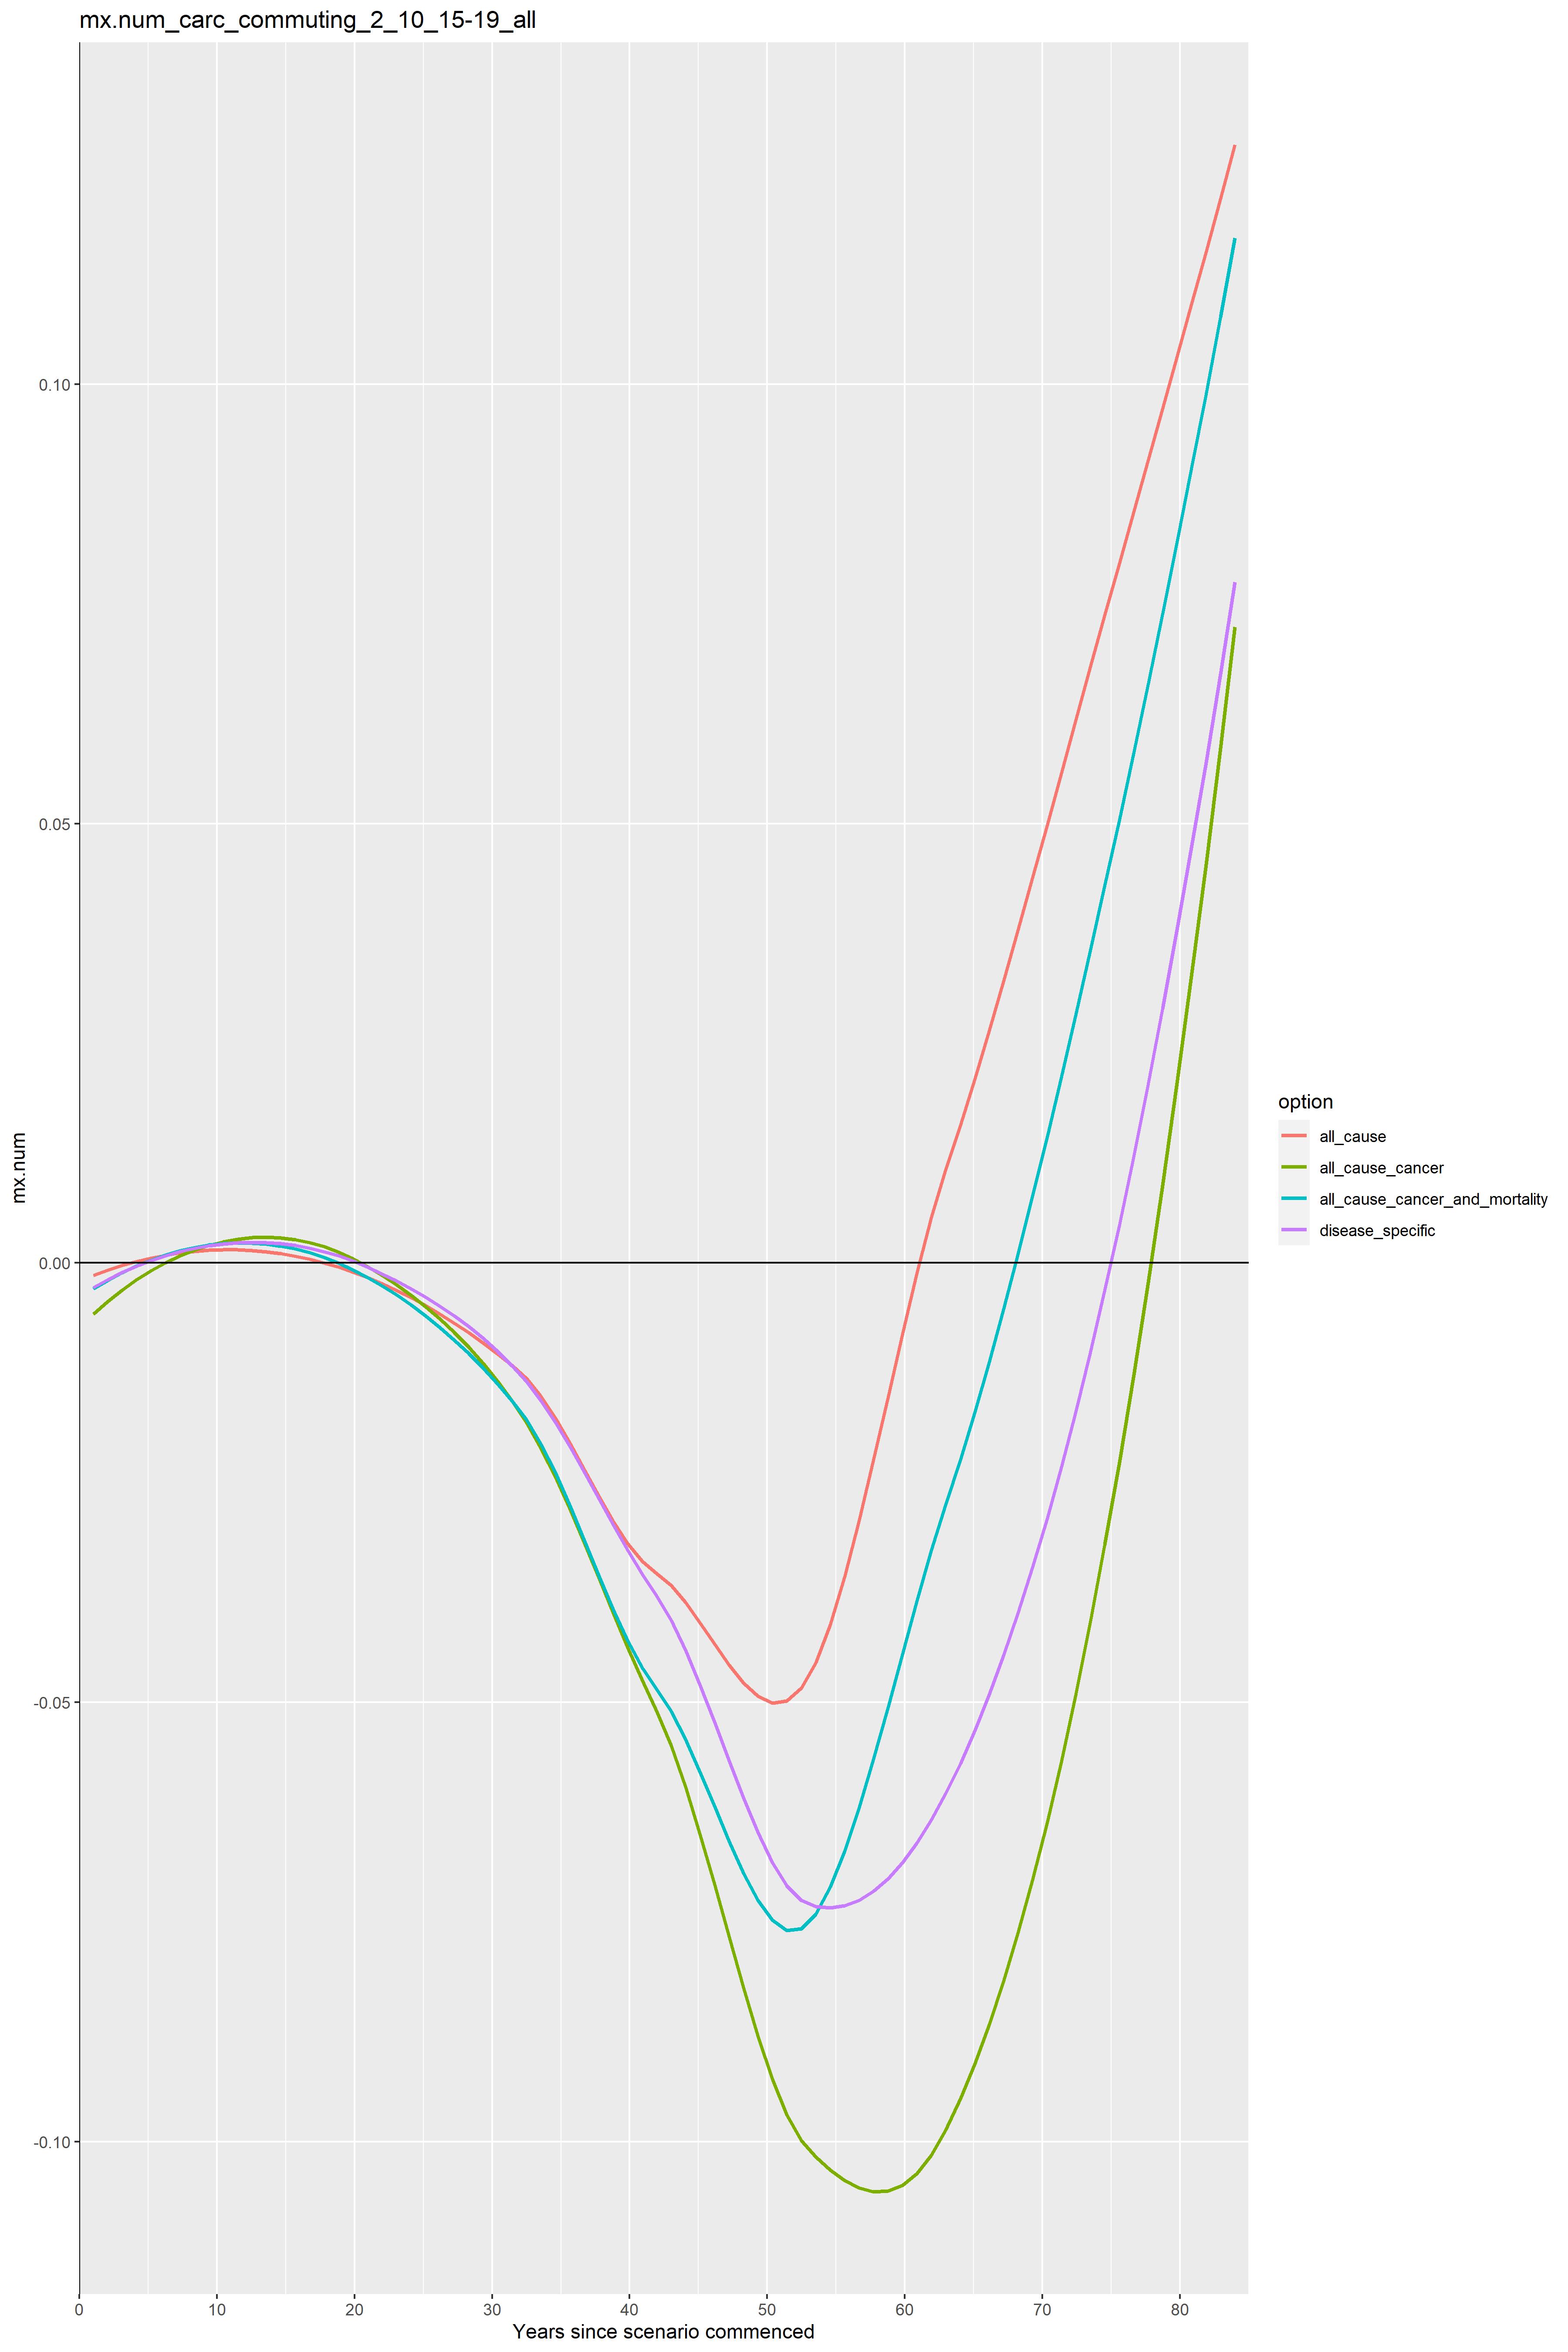 mx.num_carc_commuting_2_10_15-19_all
0.10
0.05
0.00
-0.05
-0.10
mx.num
0 10 20 30 40 50 60 70 80
Years since scenario commenced
option
all_cause
all_cause_cancer
all_cause_cancer_and_mortality
disease_specific